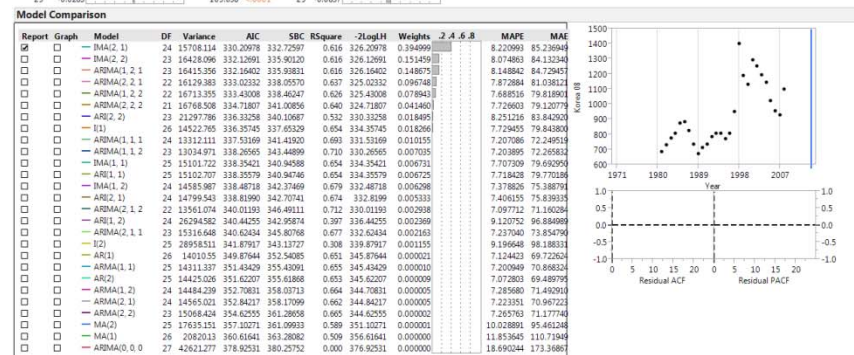 Model Comparison
Report Graph Model DF Variance AIC SBC RSquare -2LogLH Weights .2 .4 .6 .8 MAPE MAE
IMA(2, 1) 24 15708.114 330.20978 332.72597 0.616 326.20978 0.394999 8.220993 85.236949
IMA(2, 2) 23 16428.096 332.12691 335.90120 0.616 326.12691 0.151459 8.074863 84.132340
ARIMA(1, 2, 1 23 16415.356 332.16402 335.93831 0.616 326.16402 0.148675 8.148842 84.729457
ARIMA(2, 2, 1 22 16129.383 333.02332 338.05570 0.637 325.02332 0.096748 7.872884 81.038121
ARIMA(1, 2, 2 22 16713.355 333.43008 338.46247 0.626 325.43008 0.078943 7.688516 79.818901
ARIMA(2, 2, 2 21 16768.508 334.71807 341.00856 0.640 324.71807 0.041460 7.726603 79.120779
ARI(2, 2) 23 21297.786 336.33258 340.10687 0.532 330.33258 0.018495 8.251216 83.842920
I(1) 26 14522.765 336.35745 337.65329 0.654 334.35745 0.018266 7.729455 79.843800
ARIMA(1, 1, 1 24 13312.111 337.53169 341.41920 0.693 331.53169 0.010155 7.207086 72.249519
ARIMA(1, 1, 2 23 13034.971 338.26565 343.44899 0.710 330.26565 0.007035 7.203895 72.265832
IMA(1, 1) 25 15101.722 338.35421 340.94588 0.654 334.35421 0.006731 7.707309 79.692950
ARI(1, 1) 25 15102.707 338.35579 340.94746 0.654 334.35579 0.006725 7.718428 79.770186
IMA(1, 2) 24 14585.987 338.48718 342.37469 0.679 332.48718 0.006298 7.378826 75.388791
ARI(2, 1) 24 14799.543 338.81990 342.70741 0.674 332.8199 0.005333 7.406155 75.839335
ARIMA(2, 1, 2 22 13561.074 340.01193 346.49111 0.712 330.01193 0.002938 7.097712 71.160284
ARI(1, 2) 24 26294.582 340.44255 342.95874 0.397 336.44255 0.002369 9.120752 96.884989
ARIMA(2, 1, 1 23 15316.648 340.62434 345.80768 0.677 332.62434 0.002163 7.237040 73.854790
I(2) 25 28958.511 341.87917 343.13727 0.308 339.87917 0.001155 9.196648 98.188331
AR(1) 26 14010.55 349.87644 352.54085 0.651 345.87644 0.000021 7.124423 69.722624
ARMA(1, 1) 25 14311.337 351.43429 355.43091 0.655 345.43429 0.000010 7.200949 70.868324
AR(2) 25 14425.026 351.62207 355.61868 0.653 345.62207 0.000009 7.072803 69.489795
ARMA(1, 2) 24 14484.239 352.70831 358.03713 0.664 344.70831 0.000005 7.285680 71.492910
ARMA(2, 1) 24 14565.021 352.84217 358.17099 0.662 344.84217 0.000005 7.223351 70.967223
ARMA(2, 2) 23 15068.424 354.62555 361.28658 0.665 344.62555 0.000002 7.265763 71.177740
MA(2) 25 17635.151 357.10271 361.09933 0.589 351.10271 0.000001 10.028891 95.461248
MA(1) 26 20820.13 360.61641 363.28082 0.509 356.61641 0.000000 11.853645 110.71949
ARIMA(0, 0, 0 27 42621.277 378.92531 380.25752 0.000 376.92531 0.000000 18.690244 173.36867
1500
1400
1300
1200
1100
1000
900
800
700
600
1971 1980 1989 1998 2007
Year
1.0 1.0
0.5 0.5
0.0 0.0
-0.5 -0.5
-1.0 -1.0
0 5 10 15 20 0 5 10 15 20
Residual ACF Residual PACF